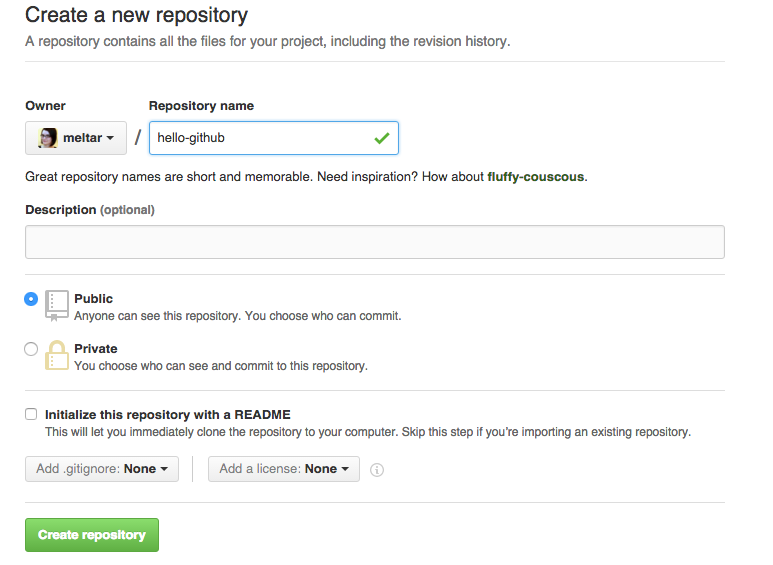 Create a new repository
A repository contains all the files for your project, including the revision history.
Owner Repository name
meltar / hello-github
Great repository names are short and memorable. Need inspiration? How about fluffy-couscous.
Description (optional)
Public
Anyone can see this repository. You choose who can commit.
Private
You choose who can see and commit to this repository.
Initialize this repository with a README
This will let you immediately clone the repository to your computer. Skip this step if you’re importing an existing repository.
Add .gitignore: None Add a license: None
Create repository